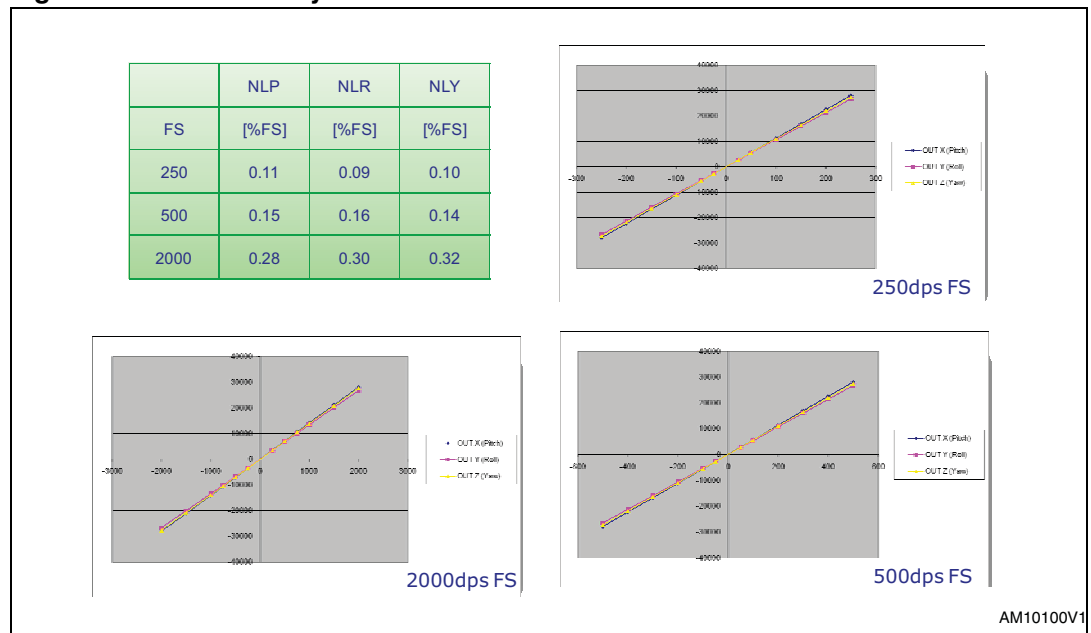 NLP NLR NLY
FS [%FS] [%FS] [%FS]
250 0.11 0.09 0.10
500 0.15 0.16 0.14
2000 0.28 0.30 0.32
40000
30000
20000
10000
0
-300 -200 -100 0 100 200 300
-10000
-20000
-30000
-40000
OUT X (Pitch)
OUT Y (Roll)
OUT Z (Yaw)
250dps FS
40000
30000
20000
10000
0
-3000 -2000 -1000 0 1000 2000 3000
-10000
-20000
-30000
-40000
OUT X (Pitch)
OUT Y (Roll)
OUT Z (Yaw)
2000dps FS
40000
30000
20000
10000
0
-600 -400 -200 0 200 400 600
-10000
-20000
-30000
-40000
OUT X (Pitch)
OUT Y (Roll)
OUT Z (Yaw)
500dps FS
AM10100V1